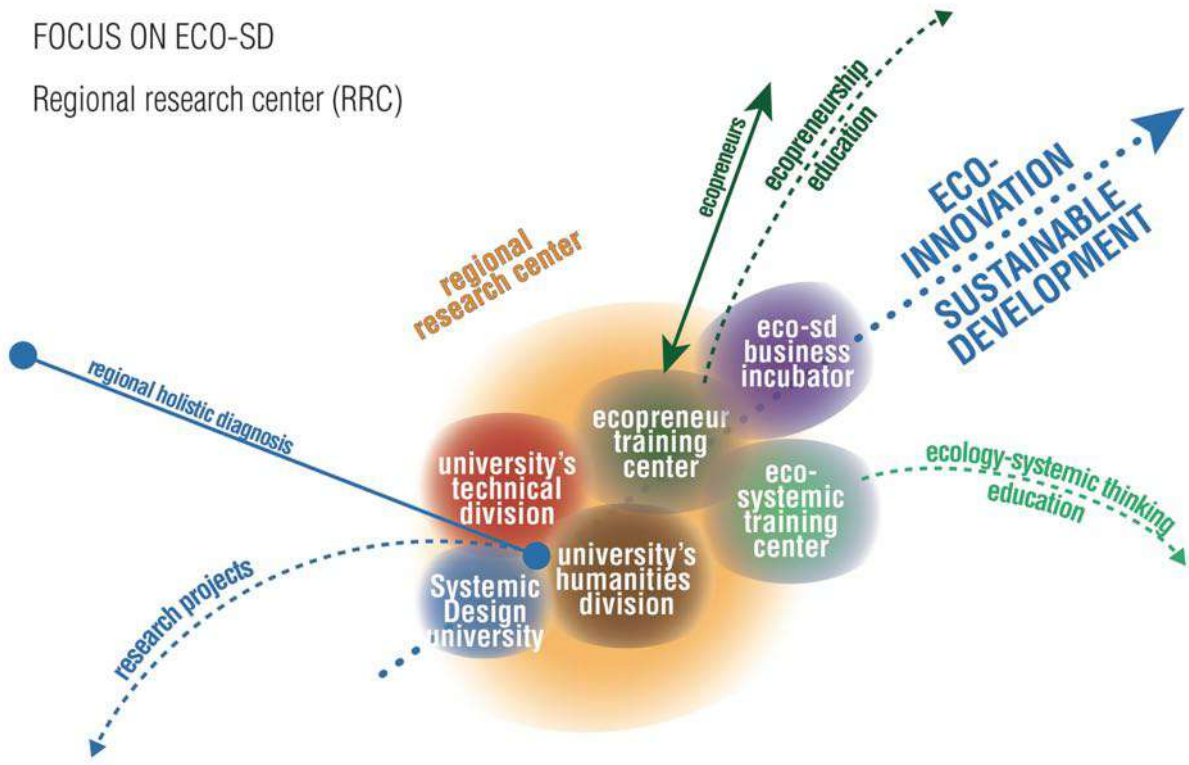 FOCUS ON ECO-SD
Regional research center (RRC)
ecopreneurs
ecopreneurship
education
ECO-
INNOVATION
SUSTAINABLE
DEVELOPMENT
regional
research center
eco-sd
business
incubator
regional holistic diagnosis
ecopreneur
training
center
university's
technical
division
eco-
systemic
training
center
ecology-systemic thinking
education
university's
humanities
division
Systemic
Design
university
research projects